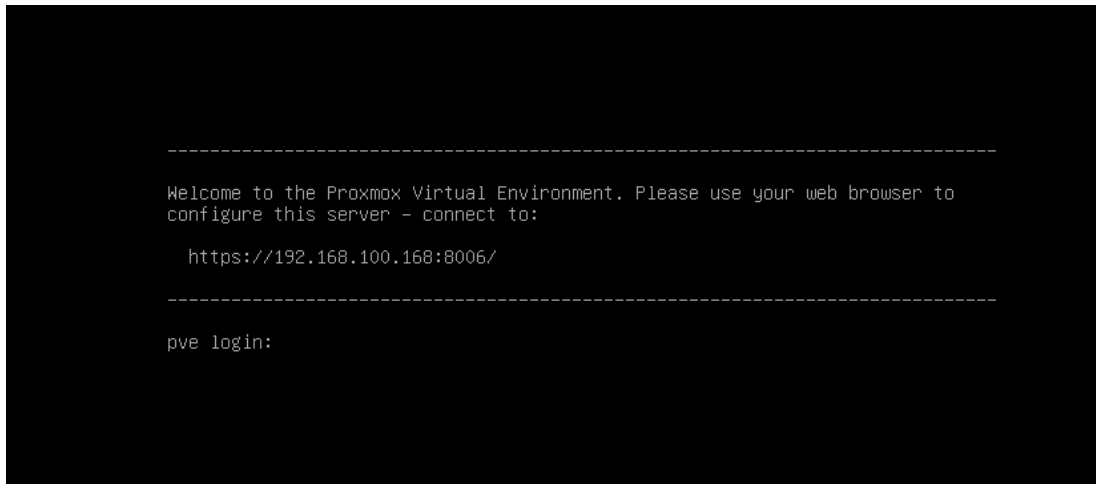 ------------------------------------------------------------------------------
Welcome to the Proxmox Virtual Environment. Please use your web browser to
configure this server – connect to:
https://192.168.100.168:8006/
------------------------------------------------------------------------------
pve login: